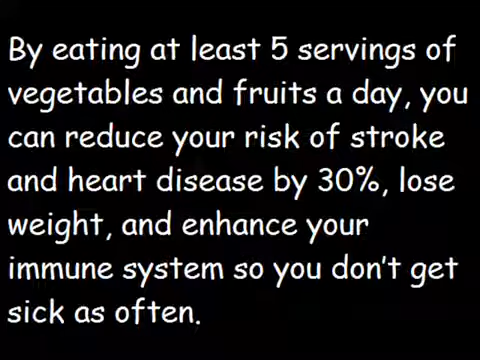 By eating at least 5 servings of
vegetables and fruits a day, you
can reduce your risk of stroke
and heart disease by 30%, lose
weight, and enhance your
immune system so you don’t get
sick as often.